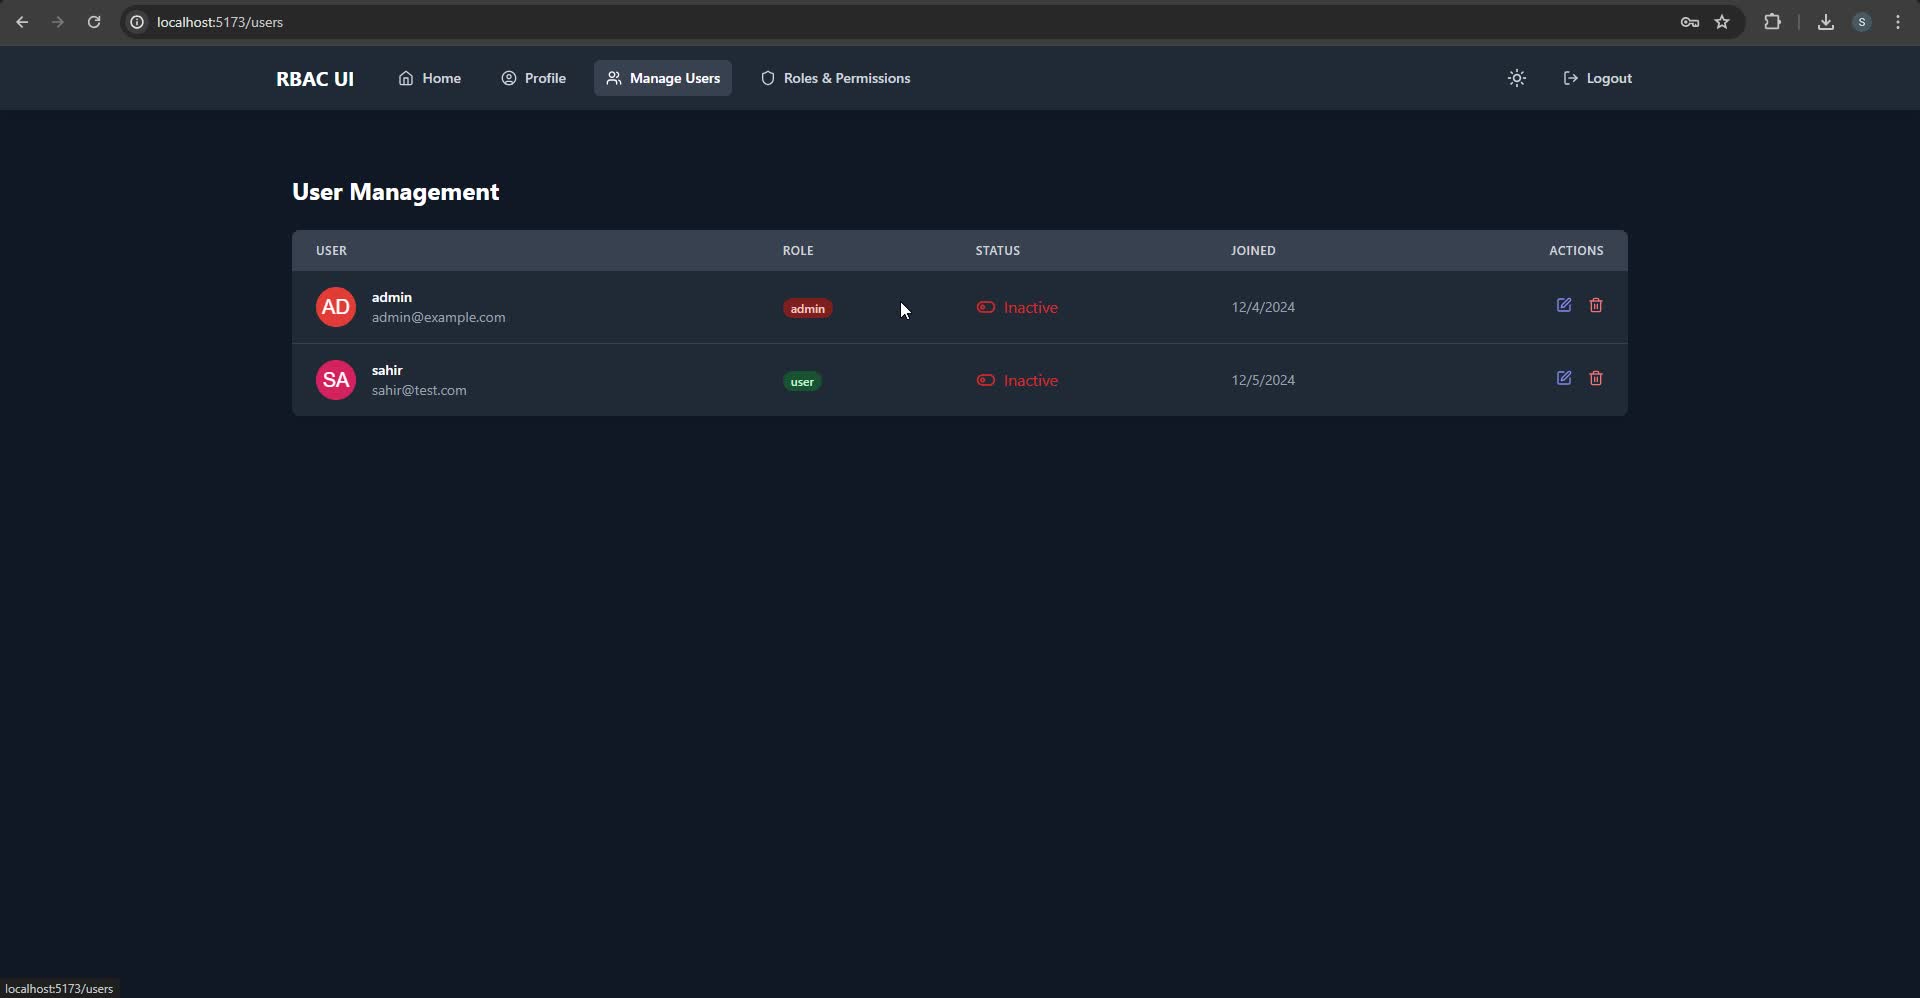 localhost:5173/users
S
RBAC UI Home Profile Manage Users Roles & Permissions Logout
User Management
USER ROLE STATUS JOINED ACTIONS
AD admin admin Inactive 12/4/2024
admin@example.com
SA sahir user Inactive 12/5/2024
sahir@test.com
localhost:5173/users